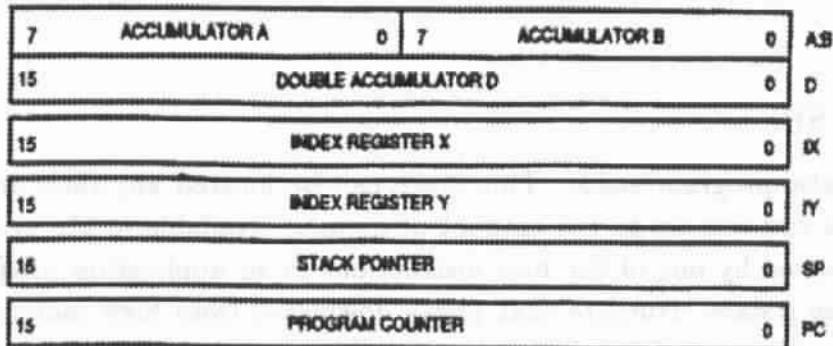 7 ACCUMULATOR A 0 7 ACCUMULATOR B 0 A:B
15 DOUBLE ACCUMULATOR D 0 D
15 INDEX REGISTER X 0 IX
15 INDEX REGISTER Y 0 IY
15 STACK POINTER 0 SP
15 PROGRAM COUNTER 0 PC